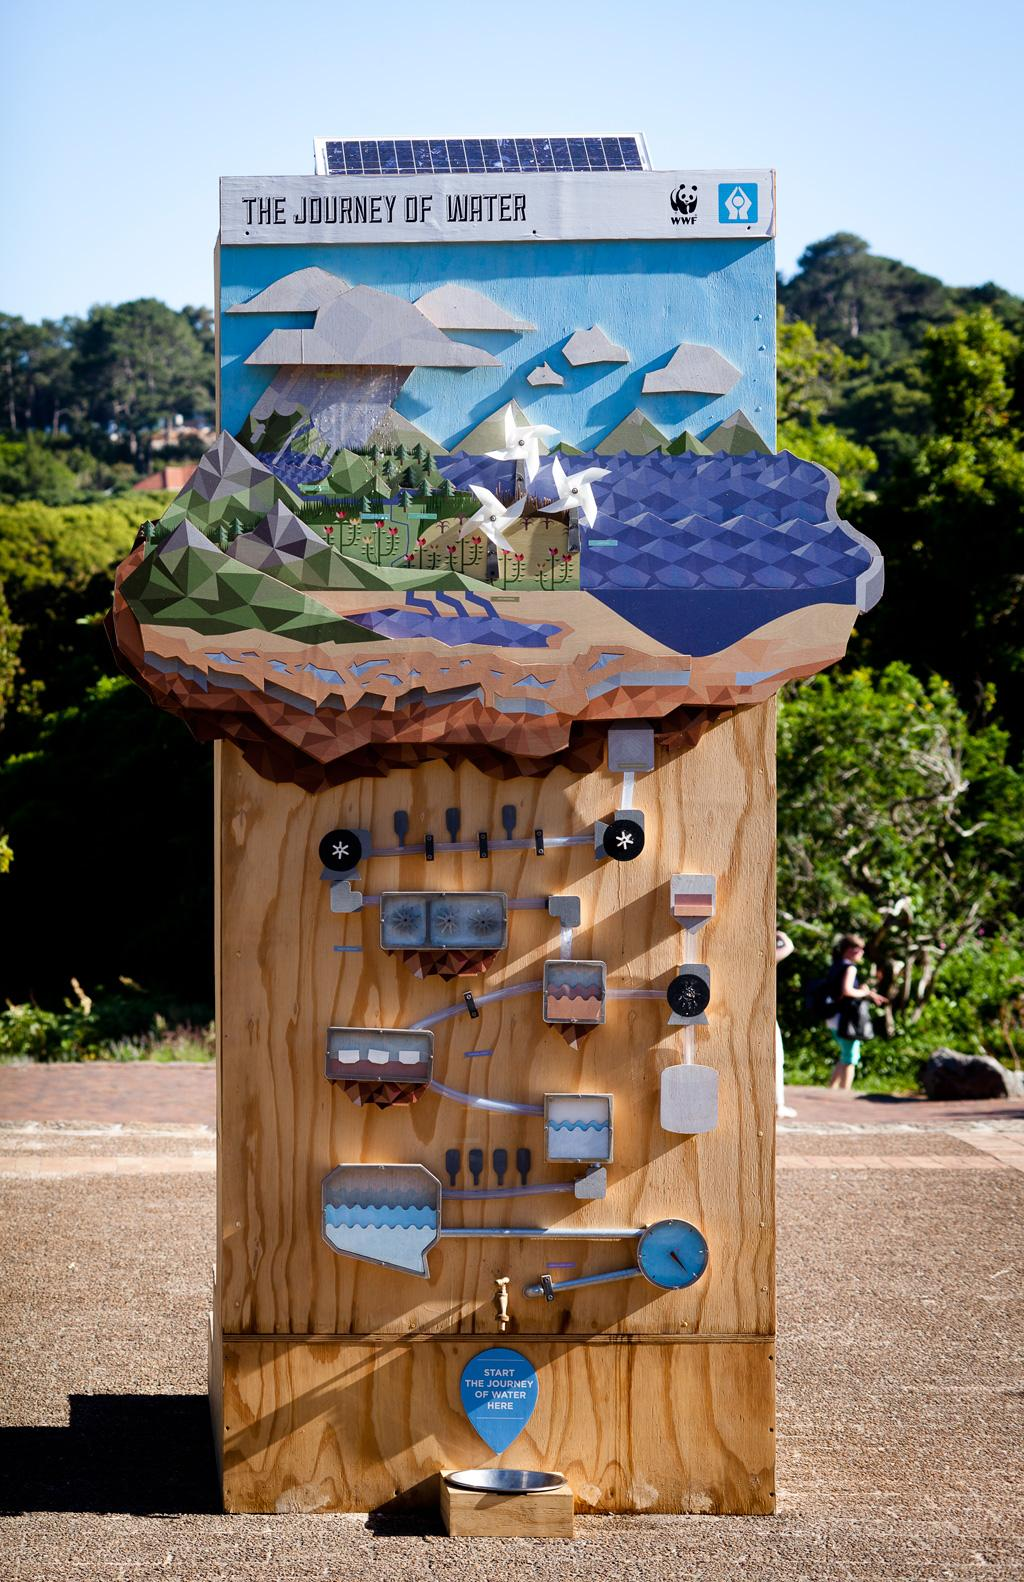 THE JOURNEY OF WATER
WWF
START
THE JOURNEY
OF WATER
HERE